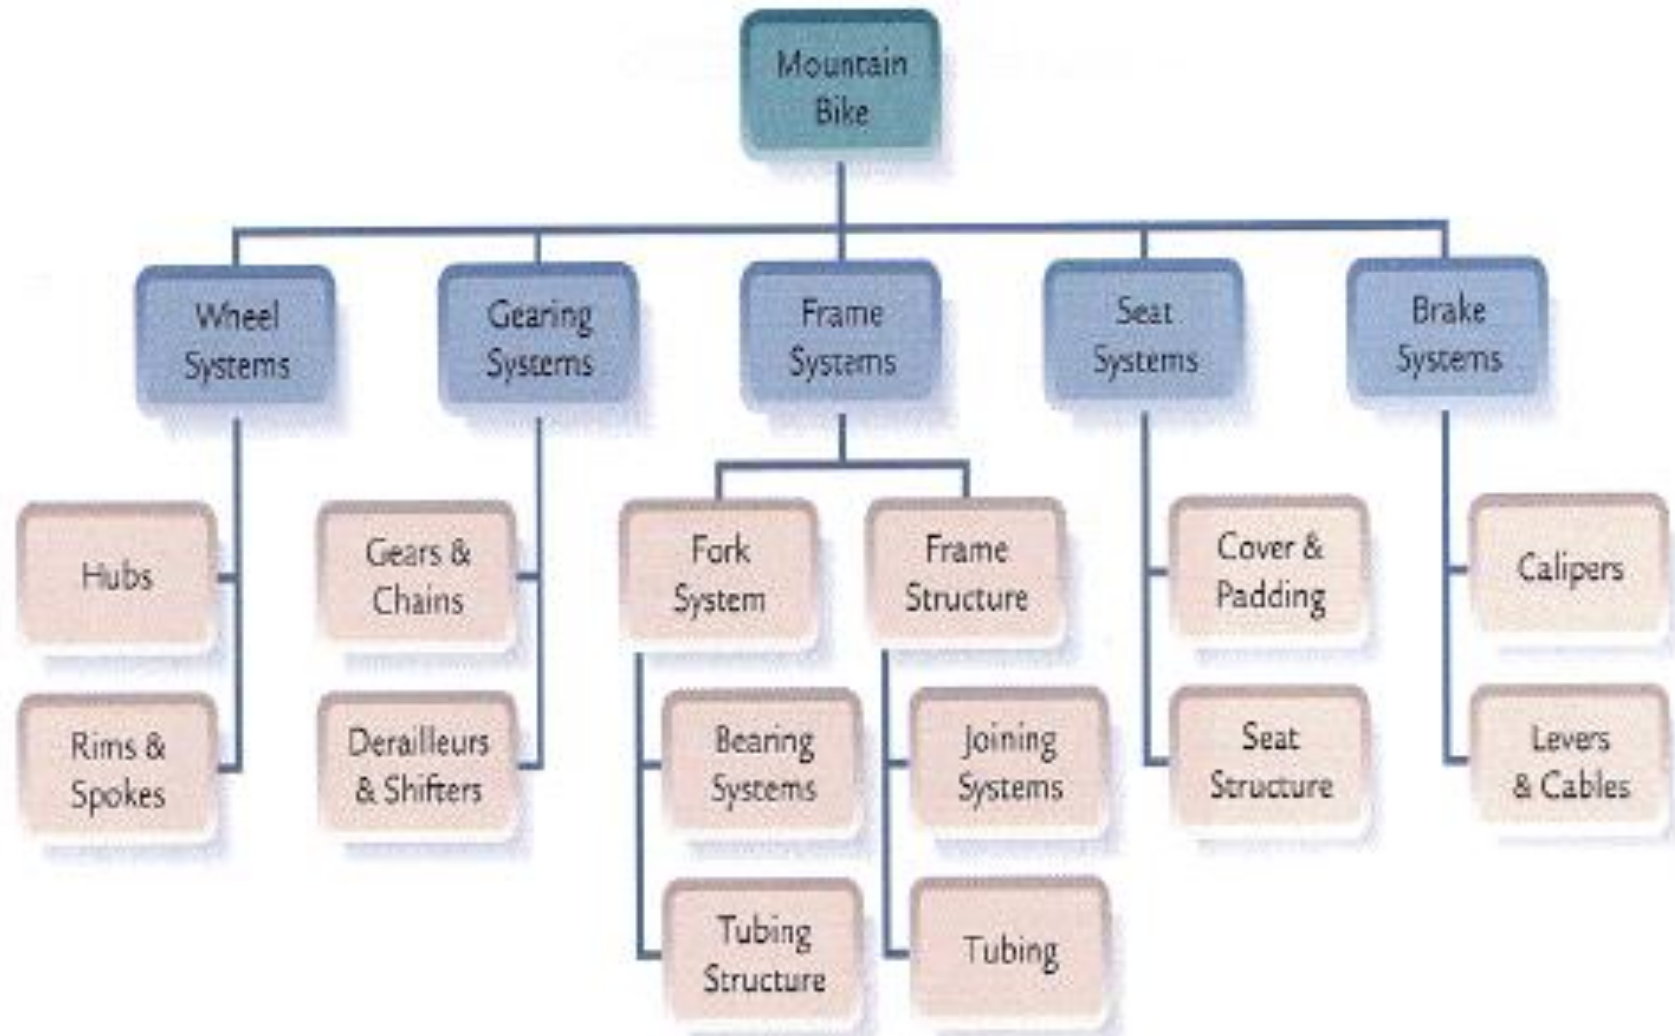 Mountain
Bike
Wheel
Systems
Gearing
Systems
Frame
Systems
Seat
Systems
Brake
Systems
Hubs
Gears &
Chains
Fork
System
Frame
Structure
Cover &
Padding
Calipers
Rims &
Spokes
Derailleurs
& Shifters
Bearing
Systems
Joining
Systems
Seat
Structure
Levers
& Cables
Tubing
Structure
Tubing